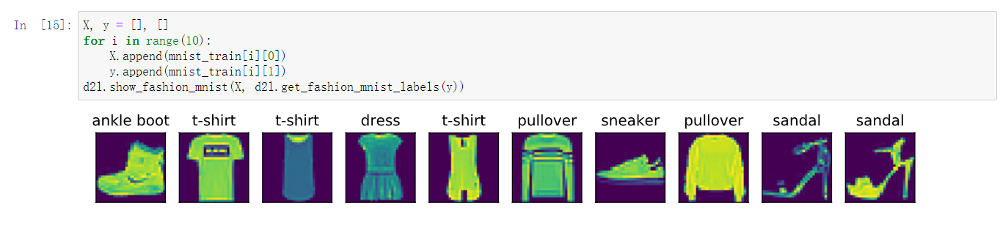 In [15]: X, y = [], []
for i in range(10):
    X.append(mnist_train[i][0])
    y.append(mnist_train[i][1])
d2l.show_fashion_mnist(X, d2l.get_fashion_mnist_labels(y))
ankle boot t-shirt t-shirt dress t-shirt pullover sneaker pullover sandal sandal